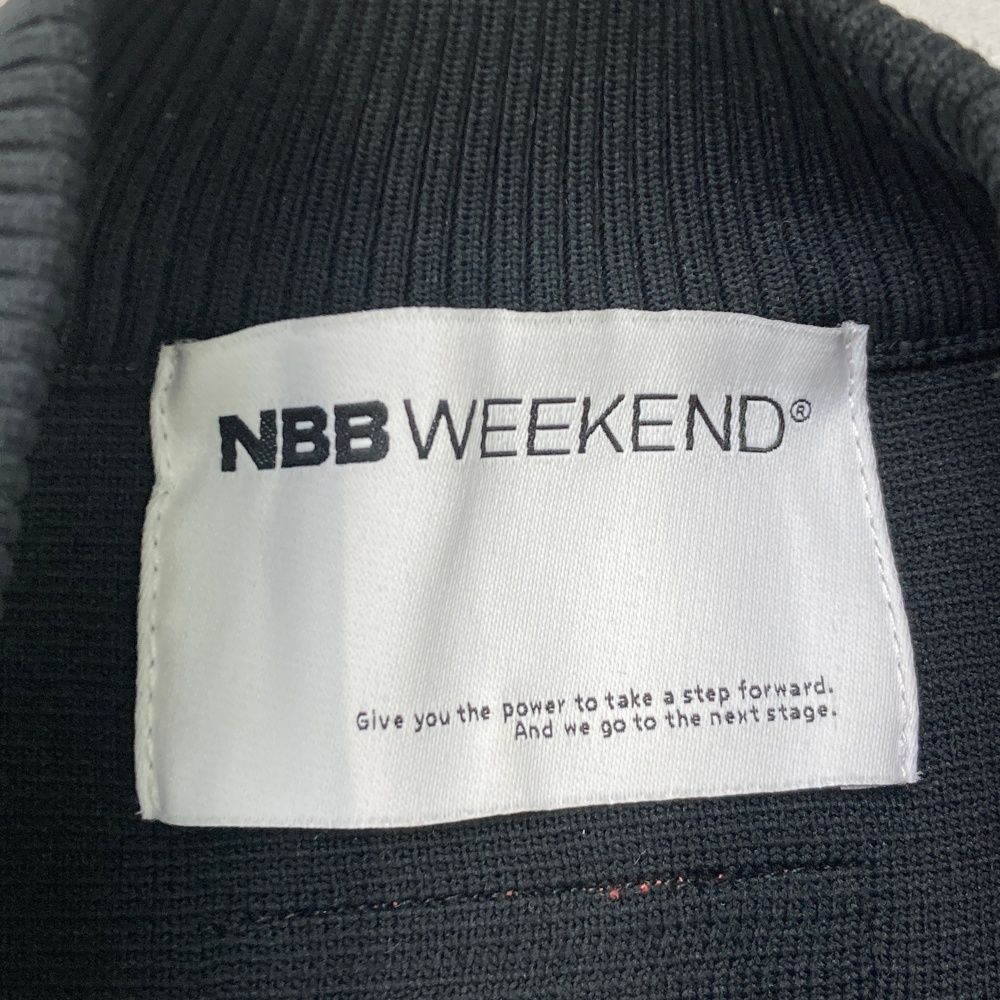 NBB WEEKEND®
Give you the power to take a step forward.
And we go to the next stage.